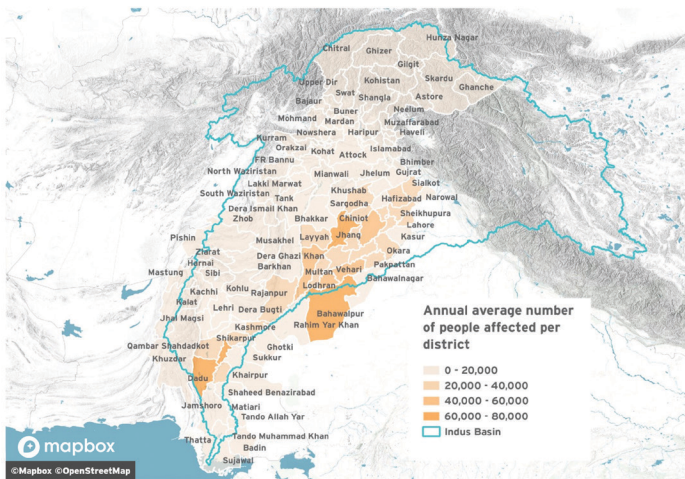 Hunza Nagar
Chitral
Ghizer
Gilgit
Upper Dir
Kohistan
Skardu
Ghanche
Swat
Bajaur
Shangla
Astore
Buner
Neelum
Mohmand
Mardan
Muzaffarabad
Nowshera
Haripur
Haveli
Kurram
Orakzai
Kohat
Attock
Islamabad
FR Bannu
Bhimber
North Waziristan
Mianwali
Jhelum
Gujrat
Lakki Marwat
Sialkot
South Waziristan
Tank
Khushab
Hafizabad
Narowal
Dera Ismail Khan
Sargodha
Zhob
Bhakkar
Chiniot
Sheikhupura
Lahore
Pishin
Musakhel
Layyah
Jhang
Kasur
Ziarat
Okara
Harnai
Dera Ghazi Khan
Mastung
Sibi
Barkhan
Multan
Vehari
Pakpattan
Bahawalnagar
Kachhi
Kohlu
Rajanpur
Lodhran
Kalat
Jhal Magsi
Lehri
Dera Bugti
Bahawalpur
Kashmore
Rahim Yar Khan
Shikarpur
Qambar Shahdadkot
Ghotki
Khuzdar
Sukkur
Dadu
Khairpur
Shaheed Benazirabad
Jamshoro
Matiari
Tando Allah Yar
Thatta
Tando Muhammad Khan
Badin
Sujawal
Annual average number
of people affected per
district
0 - 20,000
20,000 - 40,000
40,000 - 60,000
60,000 - 80,000
Indus Basin
mapbox
©Mapbox ©OpenStreetMap